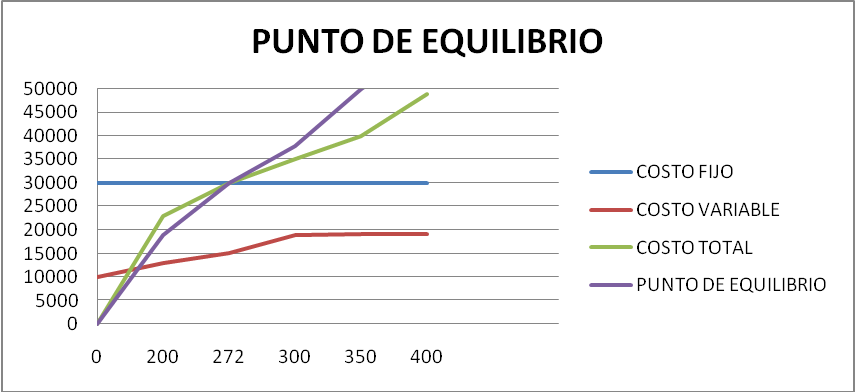 PUNTO DE EQUILIBRIO
50000
45000
40000
35000
30000
25000
20000
15000
10000
5000
0
0 200 272 300 350 400
COSTO FIJO
COSTO VARIABLE
COSTO TOTAL
PUNTO DE EQUILIBRIO